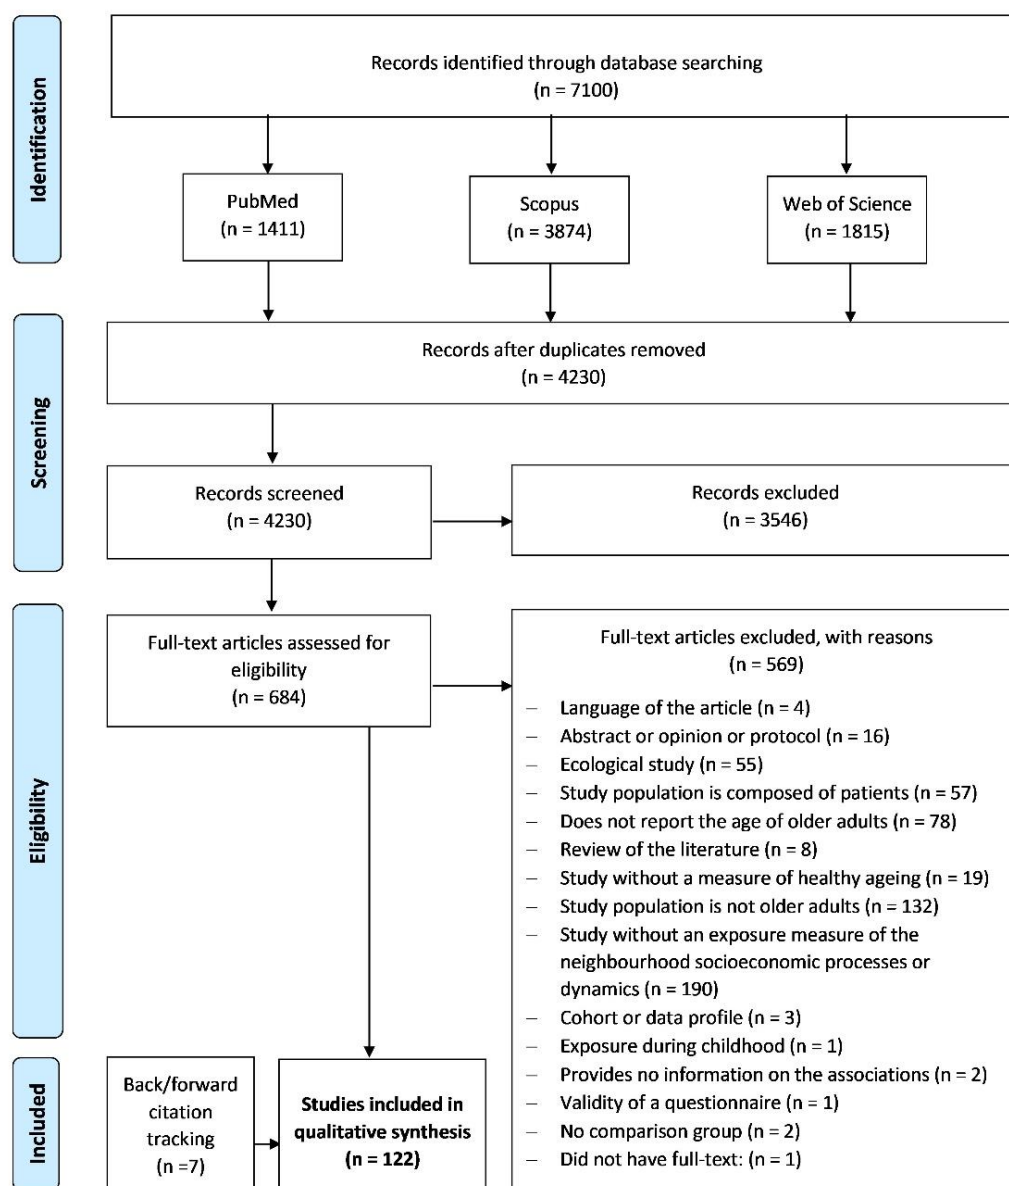 Identification
Records identified through database searching
(n = 7100)
PubMed
(n = 1411)
Scopus
(n = 3874)
Web of Science
(n = 1815)
Screening
Records after duplicates removed
(n = 4230)
Records screened
(n = 4230)
Records excluded
(n = 3546)
Eligibility
Full-text articles assessed for
eligibility
(n = 684)
Full-text articles excluded, with reasons
(n = 569)
– Language of the article (n = 4)
– Abstract or opinion or protocol (n = 16)
– Ecological study (n = 55)
– Study population is composed of patients (n = 57)
– Does not report the age of older adults (n = 78)
– Review of the literature (n = 8)
– Study without a measure of healthy ageing (n = 19)
– Study population is not older adults (n = 132)
– Study without an exposure measure of the
neighbourhood socioeconomic processes or
dynamics (n = 190)
– Cohort or data profile (n = 3)
– Exposure during childhood (n = 1)
– Provides no information on the associations (n = 2)
– Validity of a questionnaire (n = 1)
– No comparison group (n = 2)
– Did not have full-text: (n = 1)
Included
Back/forward
citation
tracking
(n =7)
Studies included in
qualitative synthesis
(n = 122)